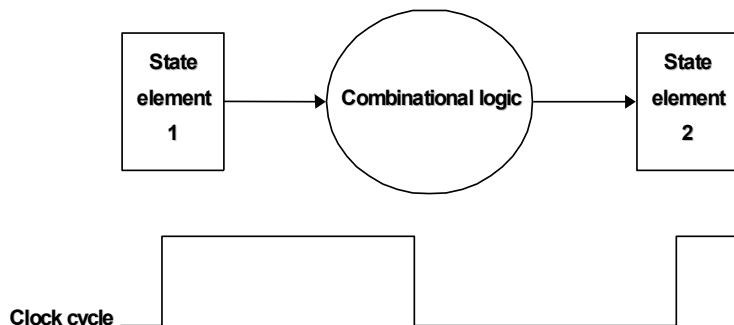 State
element
1
Combinational logic
State
element
2
Clock cycle